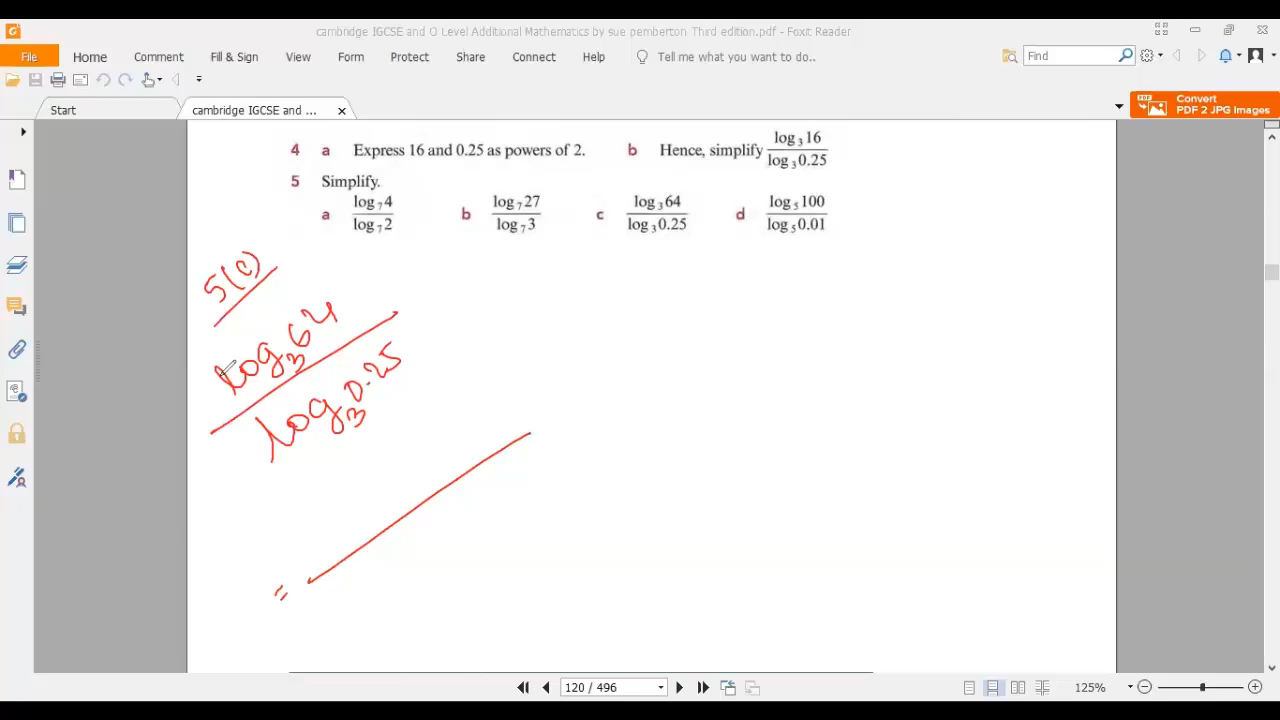 cambridge IGCSE and O Level Additional Mathematics by sue pemberton Third edition.pdf - Foxit Reader
File Home Comment Fill & Sign View Form Protect Share Connect Help Tell me what you want to do.. Find
Start cambridge IGCSE and ... Convert
PDF 2 JPG Images
4 a Express 16 and 0.25 as powers of 2. b Hence, simplify log₃16 / log₃0.25
5 Simplify.
a log₇4 / log₇2 b log₇27 / log₇3 c log₃64 / log₃0.25 d log₅100 / log₅0.01
5(c)
log₃64
log₃0.25
=
120 / 496 125%